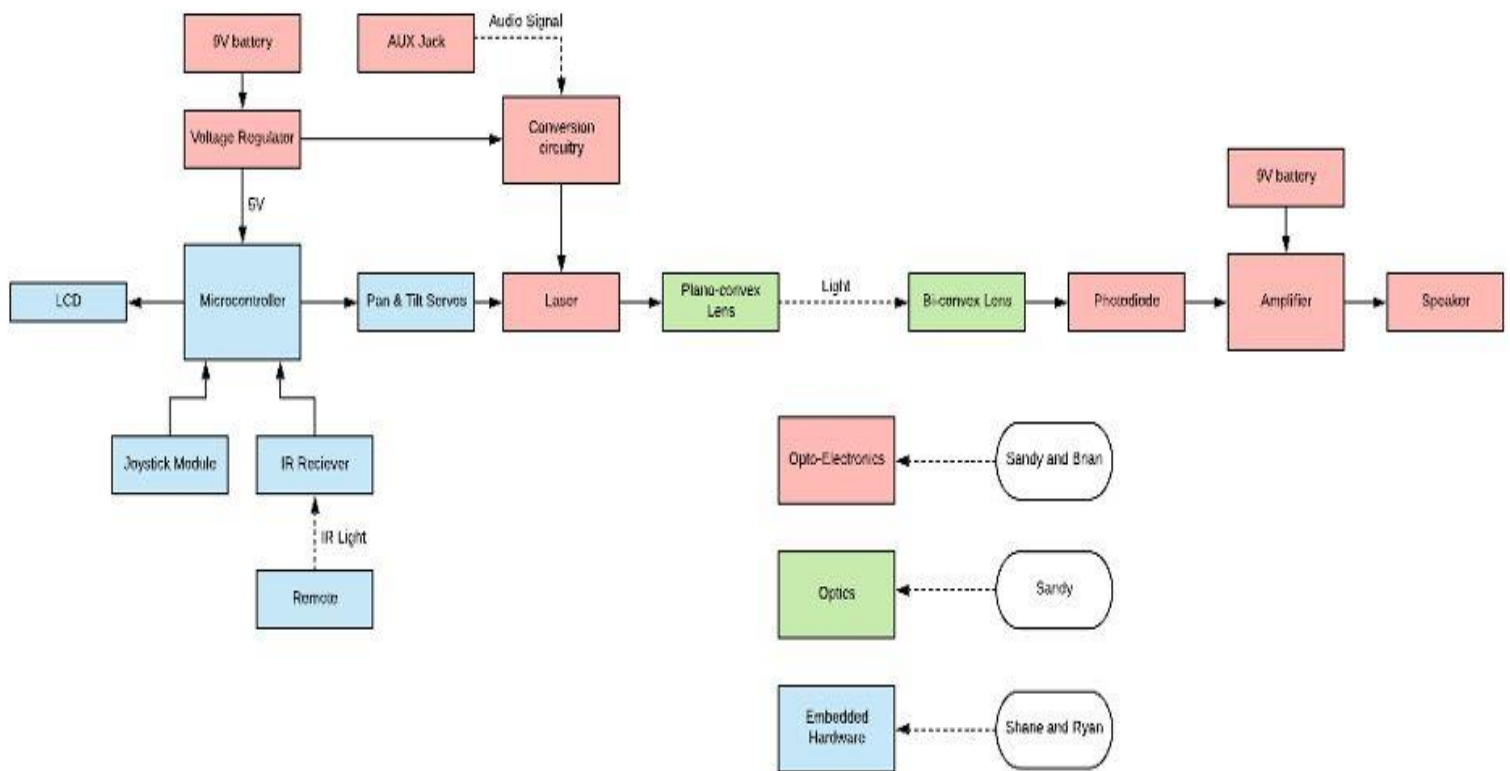 Audio Signal
9V battery
AUX Jack
Voltage Regulator
Conversion
circuitry
9V battery
5V
LCD
Microcontroller
Pan & Tilt Servos
Laser
Plano-convex
Lens
Light
Bi-convex Lens
Photodiode
Amplifier
Speaker
Joystick Module
IR Reciever
IR Light
Remote
Opto-Electronics
Sandy and Brian
Optics
Sandy
Embedded
Hardware
Shane and Ryan